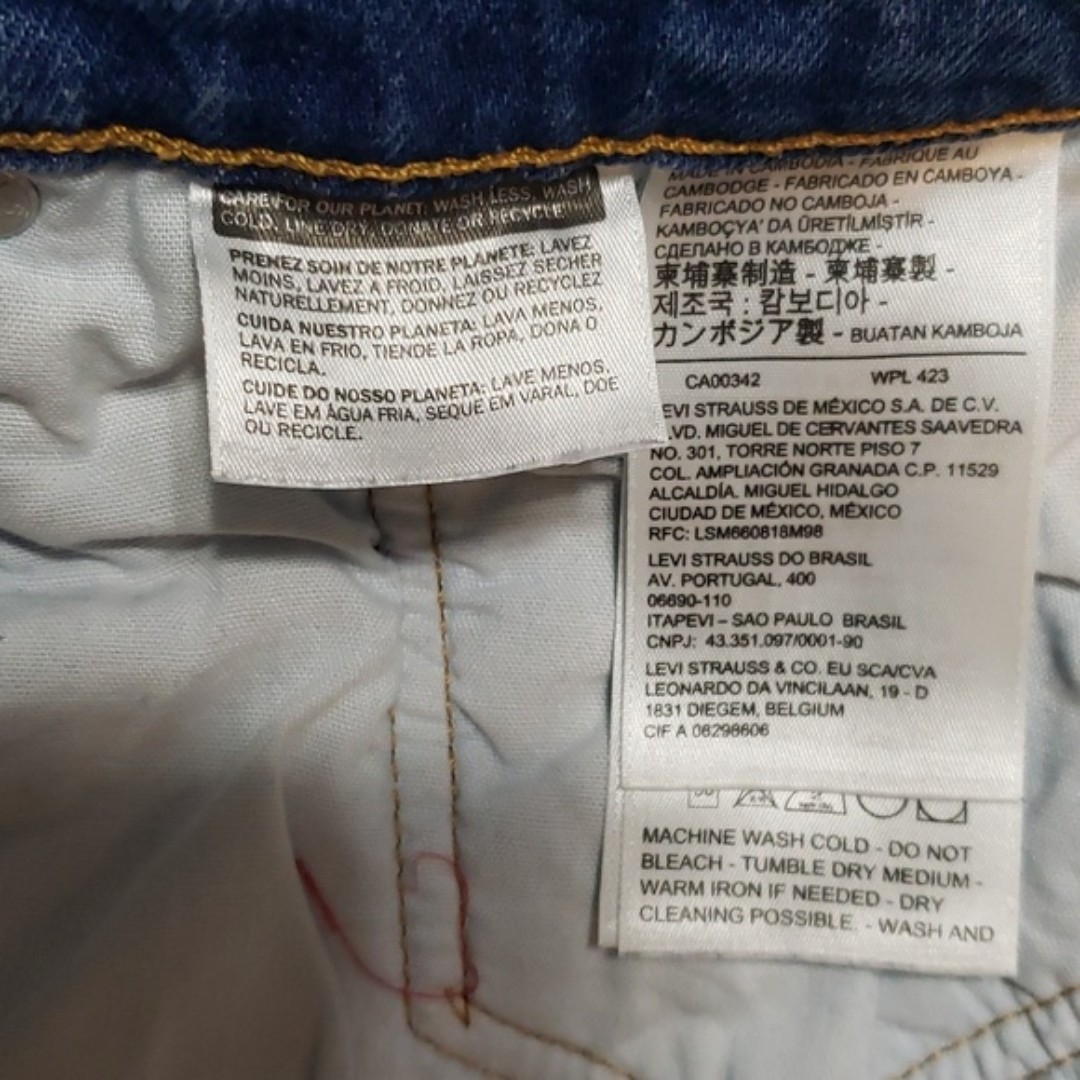 CARE FOR OUR PLANET: WASH LESS, WASH
COLD, LINE DRY, DONATE OR RECYCLE
PRENEZ SOIN DE NOTRE PLANETE: LAVEZ
MOINS, LAVEZ A FROID, LAISSEZ SECHER
NATURELLEMENT, DONNEZ OU RECYCLEZ
CUIDA NUESTRO PLANETA: LAVA MENOS,
LAVA EN FRIO, TIENDE LA ROPA, DONA O
RECICLA.
CUIDE DO NOSSO PLANETA: LAVE MENOS,
LAVE EM ÁGUA FRIA, SEQUE EM VARAL, DOE
OU RECICLE.
MADE IN CAMBODIA - FABRIQUE AU
CAMBODGE - FABRICADO EN CAMBOYA -
FABRICADO NO CAMBOJA -
KAMBOÇYA' DA ÜRETİLMİŞTİR -
СДЕЛАНО В КАМБОДЖЕ -
柬埔寨制造 - 柬埔寨製 -
제조국 : 캄보디아 -
カンボジア製 - BUATAN KAMBOJA
CA00342 WPL 423
EVI STRAUSS DE MÉXICO S.A. DE C.V.
LVD. MIGUEL DE CERVANTES SAAVEDRA
NO. 301, TORRE NORTE PISO 7
COL. AMPLIACIÓN GRANADA C.P. 11529
ALCALDÍA. MIGUEL HIDALGO
CIUDAD DE MÉXICO, MÉXICO
RFC: LSM660818M98
LEVI STRAUSS DO BRASIL
AV. PORTUGAL, 400
06690-110
ITAPEVI – SAO PAULO BRASIL
CNPJ: 43.351.097/0001-90
LEVI STRAUSS & CO. EU SCA/CVA
LEONARDO DA VINCILAAN, 19 - D
1831 DIEGEM, BELGIUM
CIF A 06298606
MACHINE WASH COLD - DO NOT
BLEACH - TUMBLE DRY MEDIUM -
WARM IRON IF NEEDED - DRY
CLEANING POSSIBLE. - WASH AND